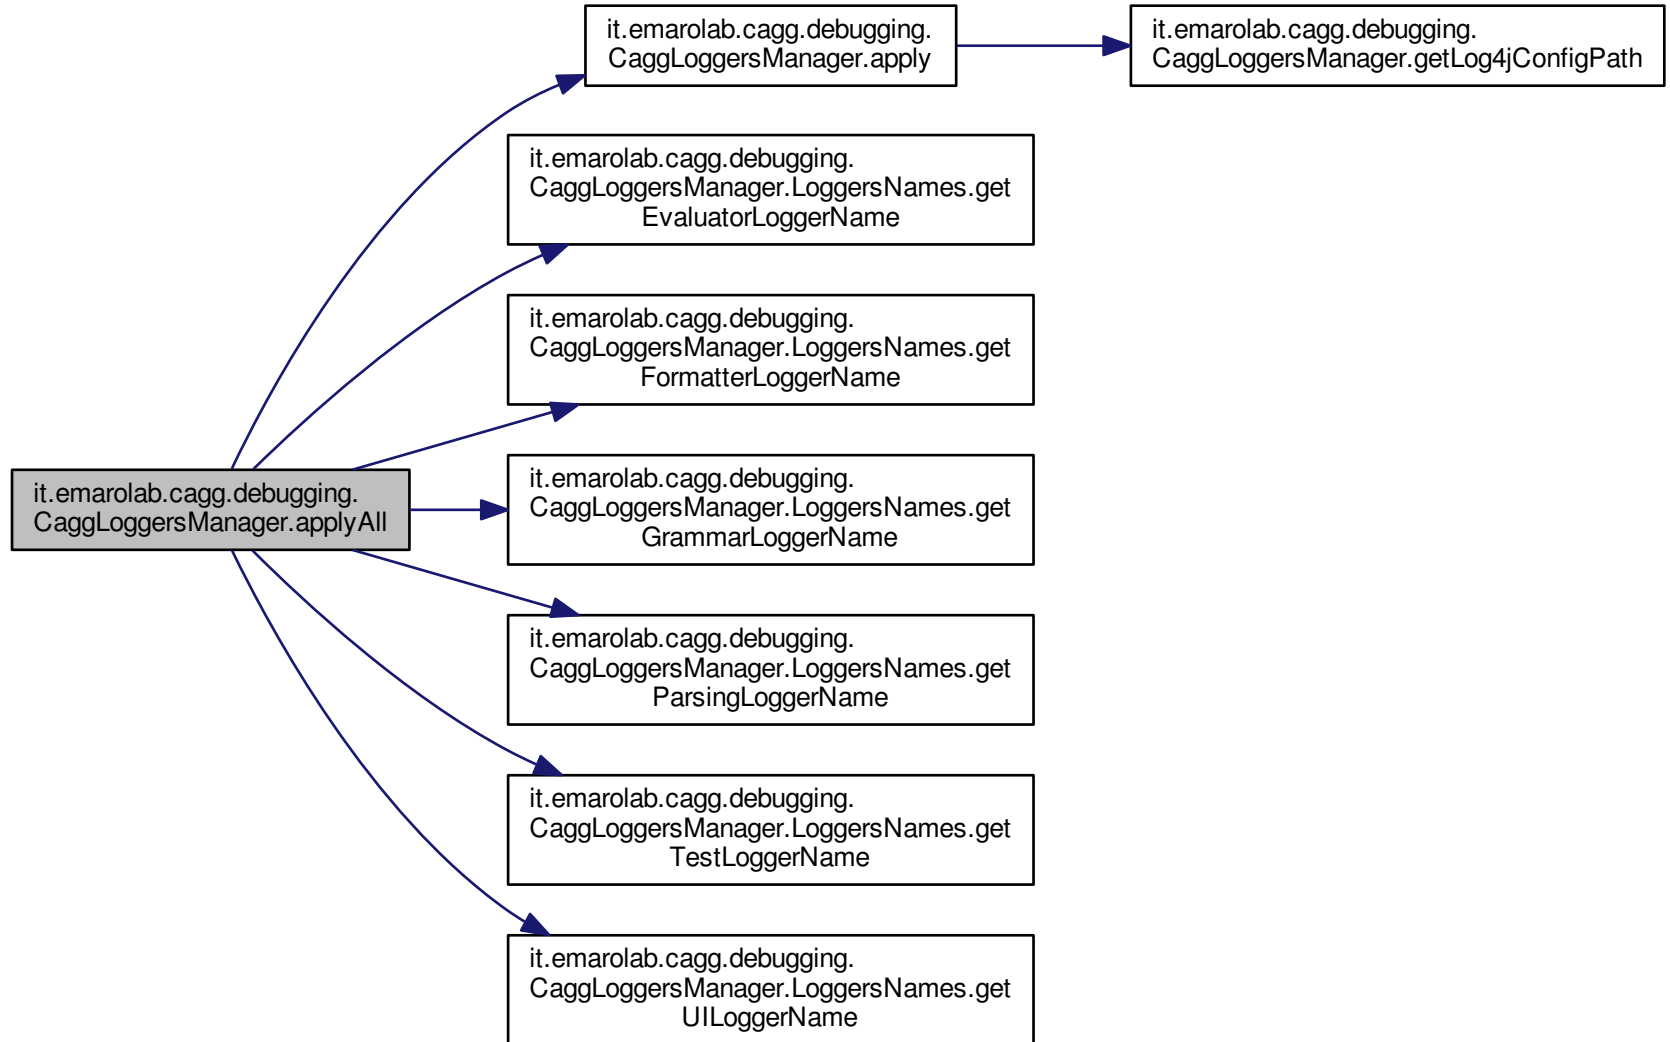 it.emarolab.cagg.debugging.
CaggLoggersManager.apply
it.emarolab.cagg.debugging.
CaggLoggersManager.getLog4jConfigPath
it.emarolab.cagg.debugging.
CaggLoggersManager.LoggersNames.get
EvaluatorLoggerName
it.emarolab.cagg.debugging.
CaggLoggersManager.LoggersNames.get
FormatterLoggerName
it.emarolab.cagg.debugging.
CaggLoggersManager.applyAll
it.emarolab.cagg.debugging.
CaggLoggersManager.LoggersNames.get
GrammarLoggerName
it.emarolab.cagg.debugging.
CaggLoggersManager.LoggersNames.get
ParsingLoggerName
it.emarolab.cagg.debugging.
CaggLoggersManager.LoggersNames.get
TestLoggerName
it.emarolab.cagg.debugging.
CaggLoggersManager.LoggersNames.get
UILoggerName